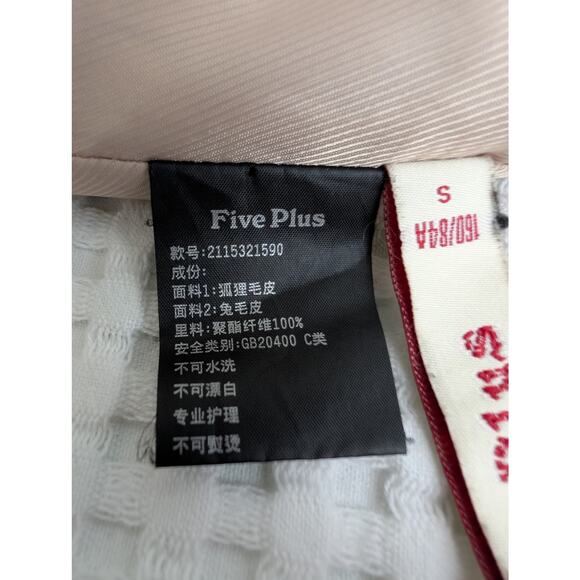 Five Plus
款号:2115321590
成份:
面料1:狐狸毛皮
面料2:兔毛皮
里料:聚酯纤维100%
安全类别:GB20400 C类
不可水洗
不可漂白
专业护理
不可熨烫
S
160/84A